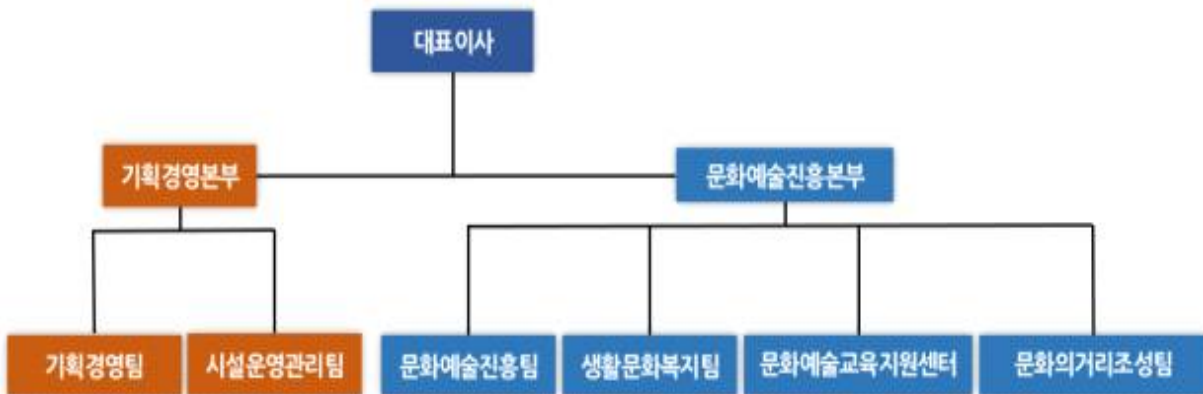 대표이사
기획경영본부
문화예술진흥본부
기획경영팀
시설운영관리팀
문화예술진흥팀
생활문화복지팀
문화예술교육지원센터
문화의거리조성팀